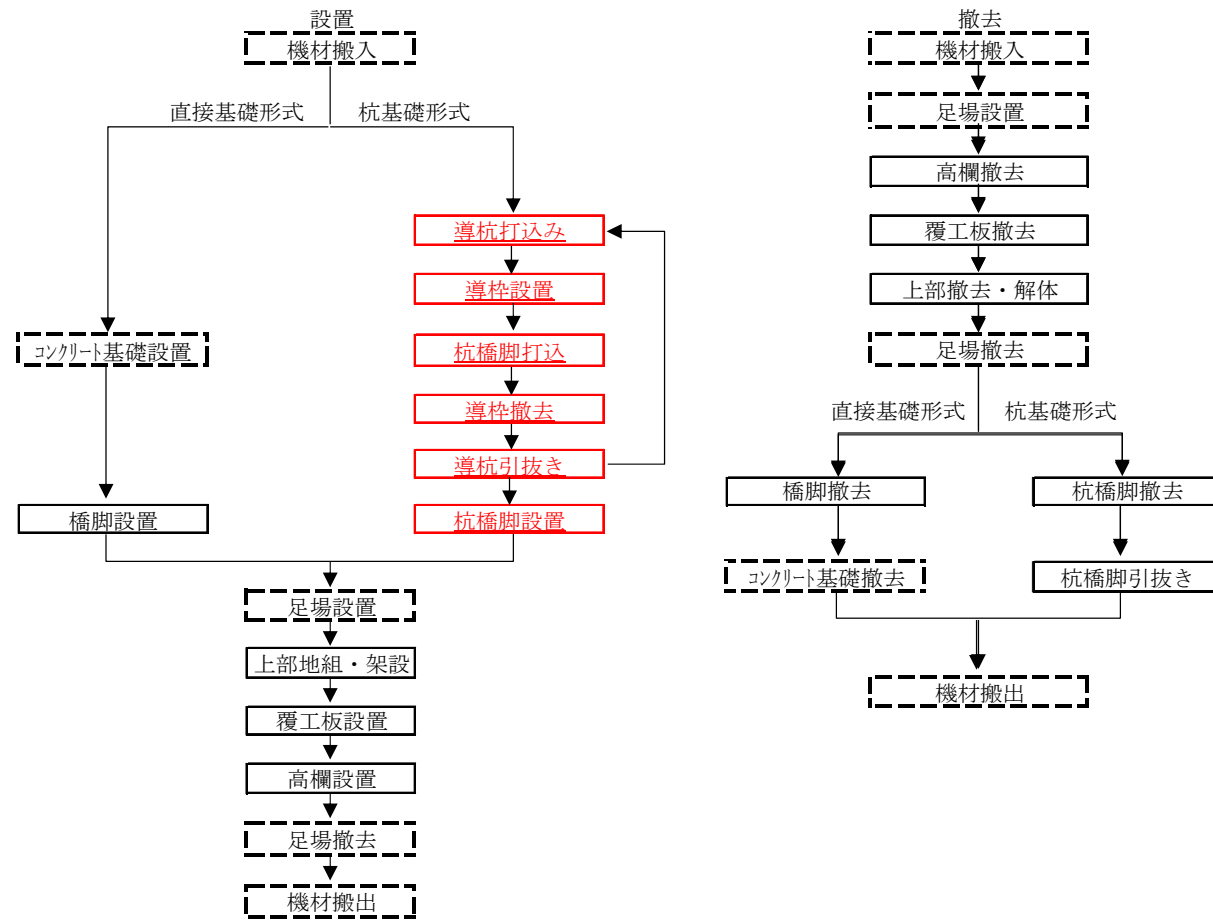 設置
機材搬入
直接基礎形式
杭基礎形式
導杭打込み
導枠設置
コンクリート基礎設置
杭橋脚打込
導枠撤去
導杭引抜き
橋脚設置
杭橋脚設置
足場設置
上部地組・架設
覆工板設置
高欄設置
足場撤去
機材搬出
撤去
機材搬入
足場設置
高欄撤去
覆工板撤去
上部撤去・解体
足場撤去
直接基礎形式
杭基礎形式
橋脚撤去
杭橋脚撤去
コンクリート基礎撤去
杭橋脚引抜き
機材搬出